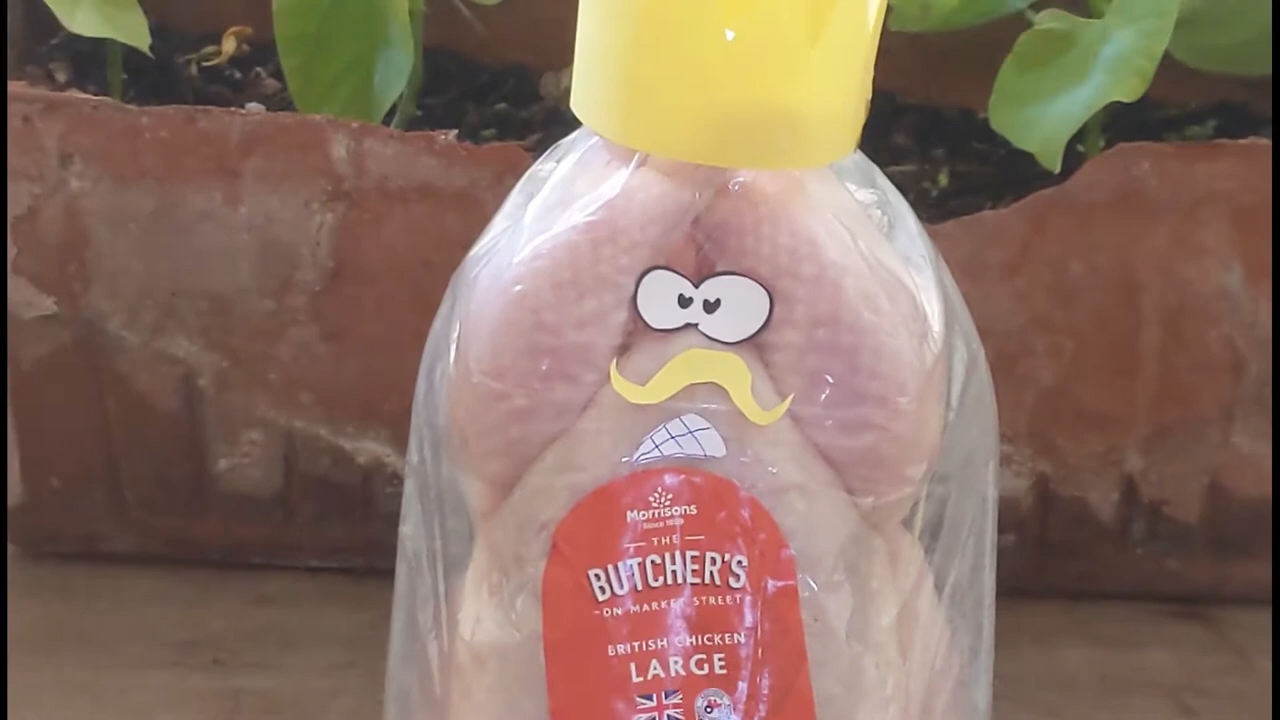 Morrisons
Since 1899
— THE —
BUTCHER'S
-ON MARKET STREET-
BRITISH CHICKEN
LARGE